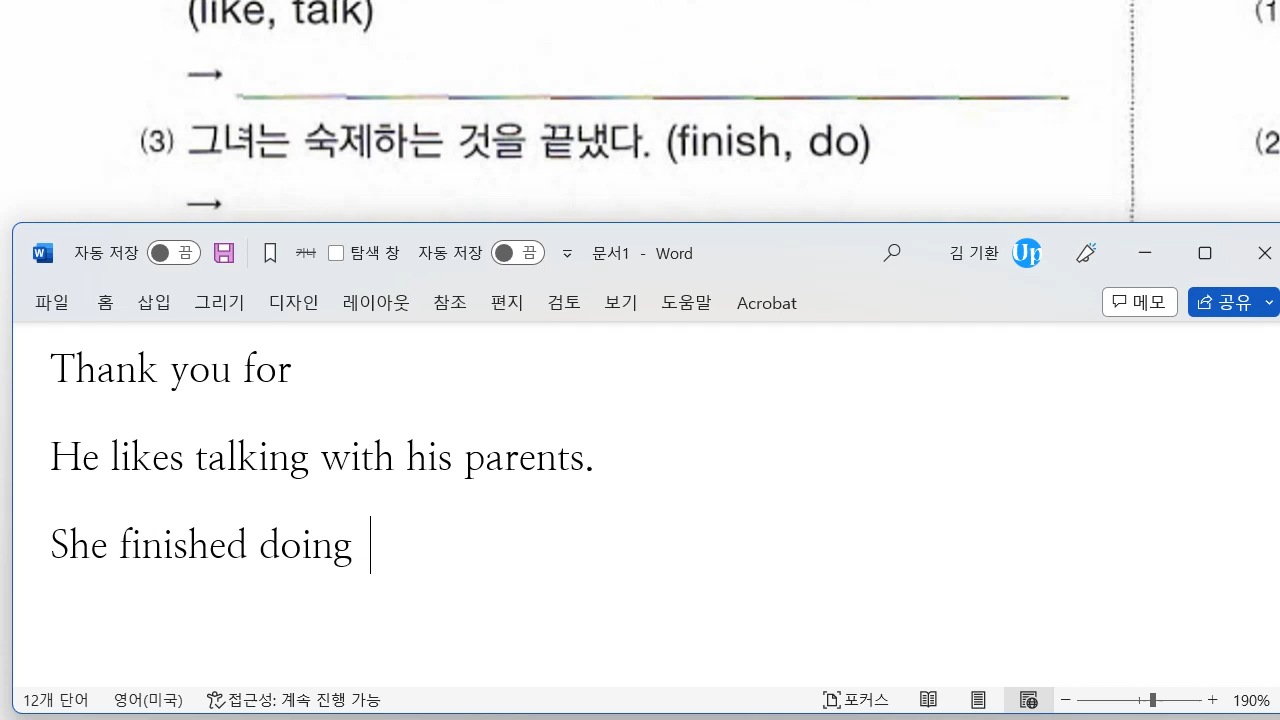 (like, talk)
→
(3) 그녀는 숙제하는 것을 끝냈다. (finish, do)
→
(1
(2
자동 저장 끔 가나 탐색 창 자동 저장 끔 문서1 - Word 김 기환 Up
파일 홈 삽입 그리기 디자인 레이아웃 참조 편지 검토 보기 도움말 Acrobat 메모 공유
Thank you for
He likes talking with his parents.
She finished doing
12개 단어 영어(미국) 접근성: 계속 진행 가능 포커스 190%